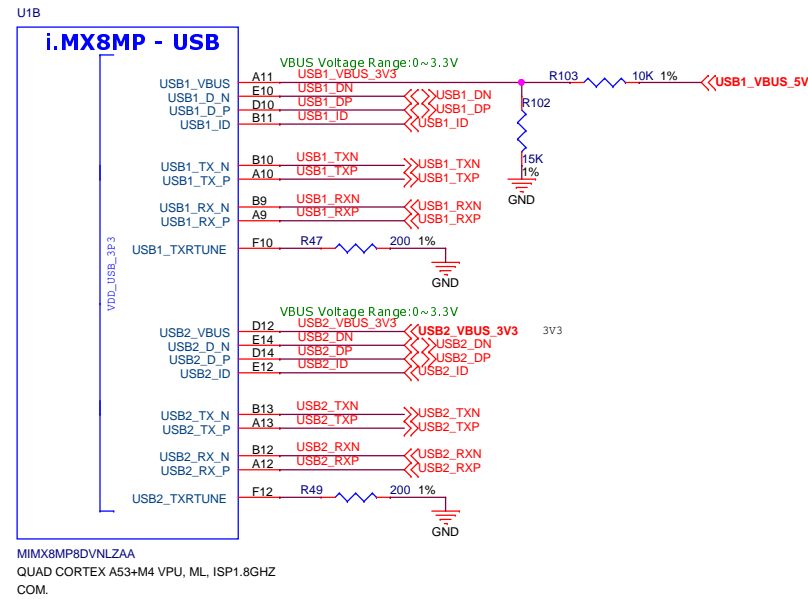 U1B
i.MX8MP - USB
VBUS Voltage Range:0~3.3V
USB1_VBUS A11 USB1_VBUS_3V3 R103 10K 1% USB1_VBUS_5V
USB1_D_N E10 USB1_DN USB1_DN
USB1_D_P D10 USB1_DP USB1_DP
R102
USB1_ID B11 USB1_ID USB1_ID
USB1_TX_N B10 USB1_TXN USB1_TXN
15K
USB1_TX_P A10 USB1_TXP USB1_TXP
1%
GND
USB1_RX_N B9 USB1_RXN USB1_RXN
USB1_RX_P A9 USB1_RXP USB1_RXP
USB1_TXRTUNE F10 R47 200 1%
GND
VDD_USB_3P3
VBUS Voltage Range:0~3.3V
USB2_VBUS D12 USB2_VBUS_3V3 USB2_VBUS_3V3 3V3
USB2_D_N E14 USB2_DN USB2_DN
USB2_D_P D14 USB2_DP USB2_DP
USB2_ID E12 USB2_ID USB2_ID
USB2_TX_N B13 USB2_TXN USB2_TXN
USB2_TX_P A13 USB2_TXP USB2_TXP
USB2_RX_N B12 USB2_RXN USB2_RXN
USB2_RX_P A12 USB2_RXP USB2_RXP
USB2_TXRTUNE F12 R49 200 1%
GND
MIMX8MP8DVNLZAA
QUAD CORTEX A53+M4 VPU, ML, ISP1.8GHZ
COM.